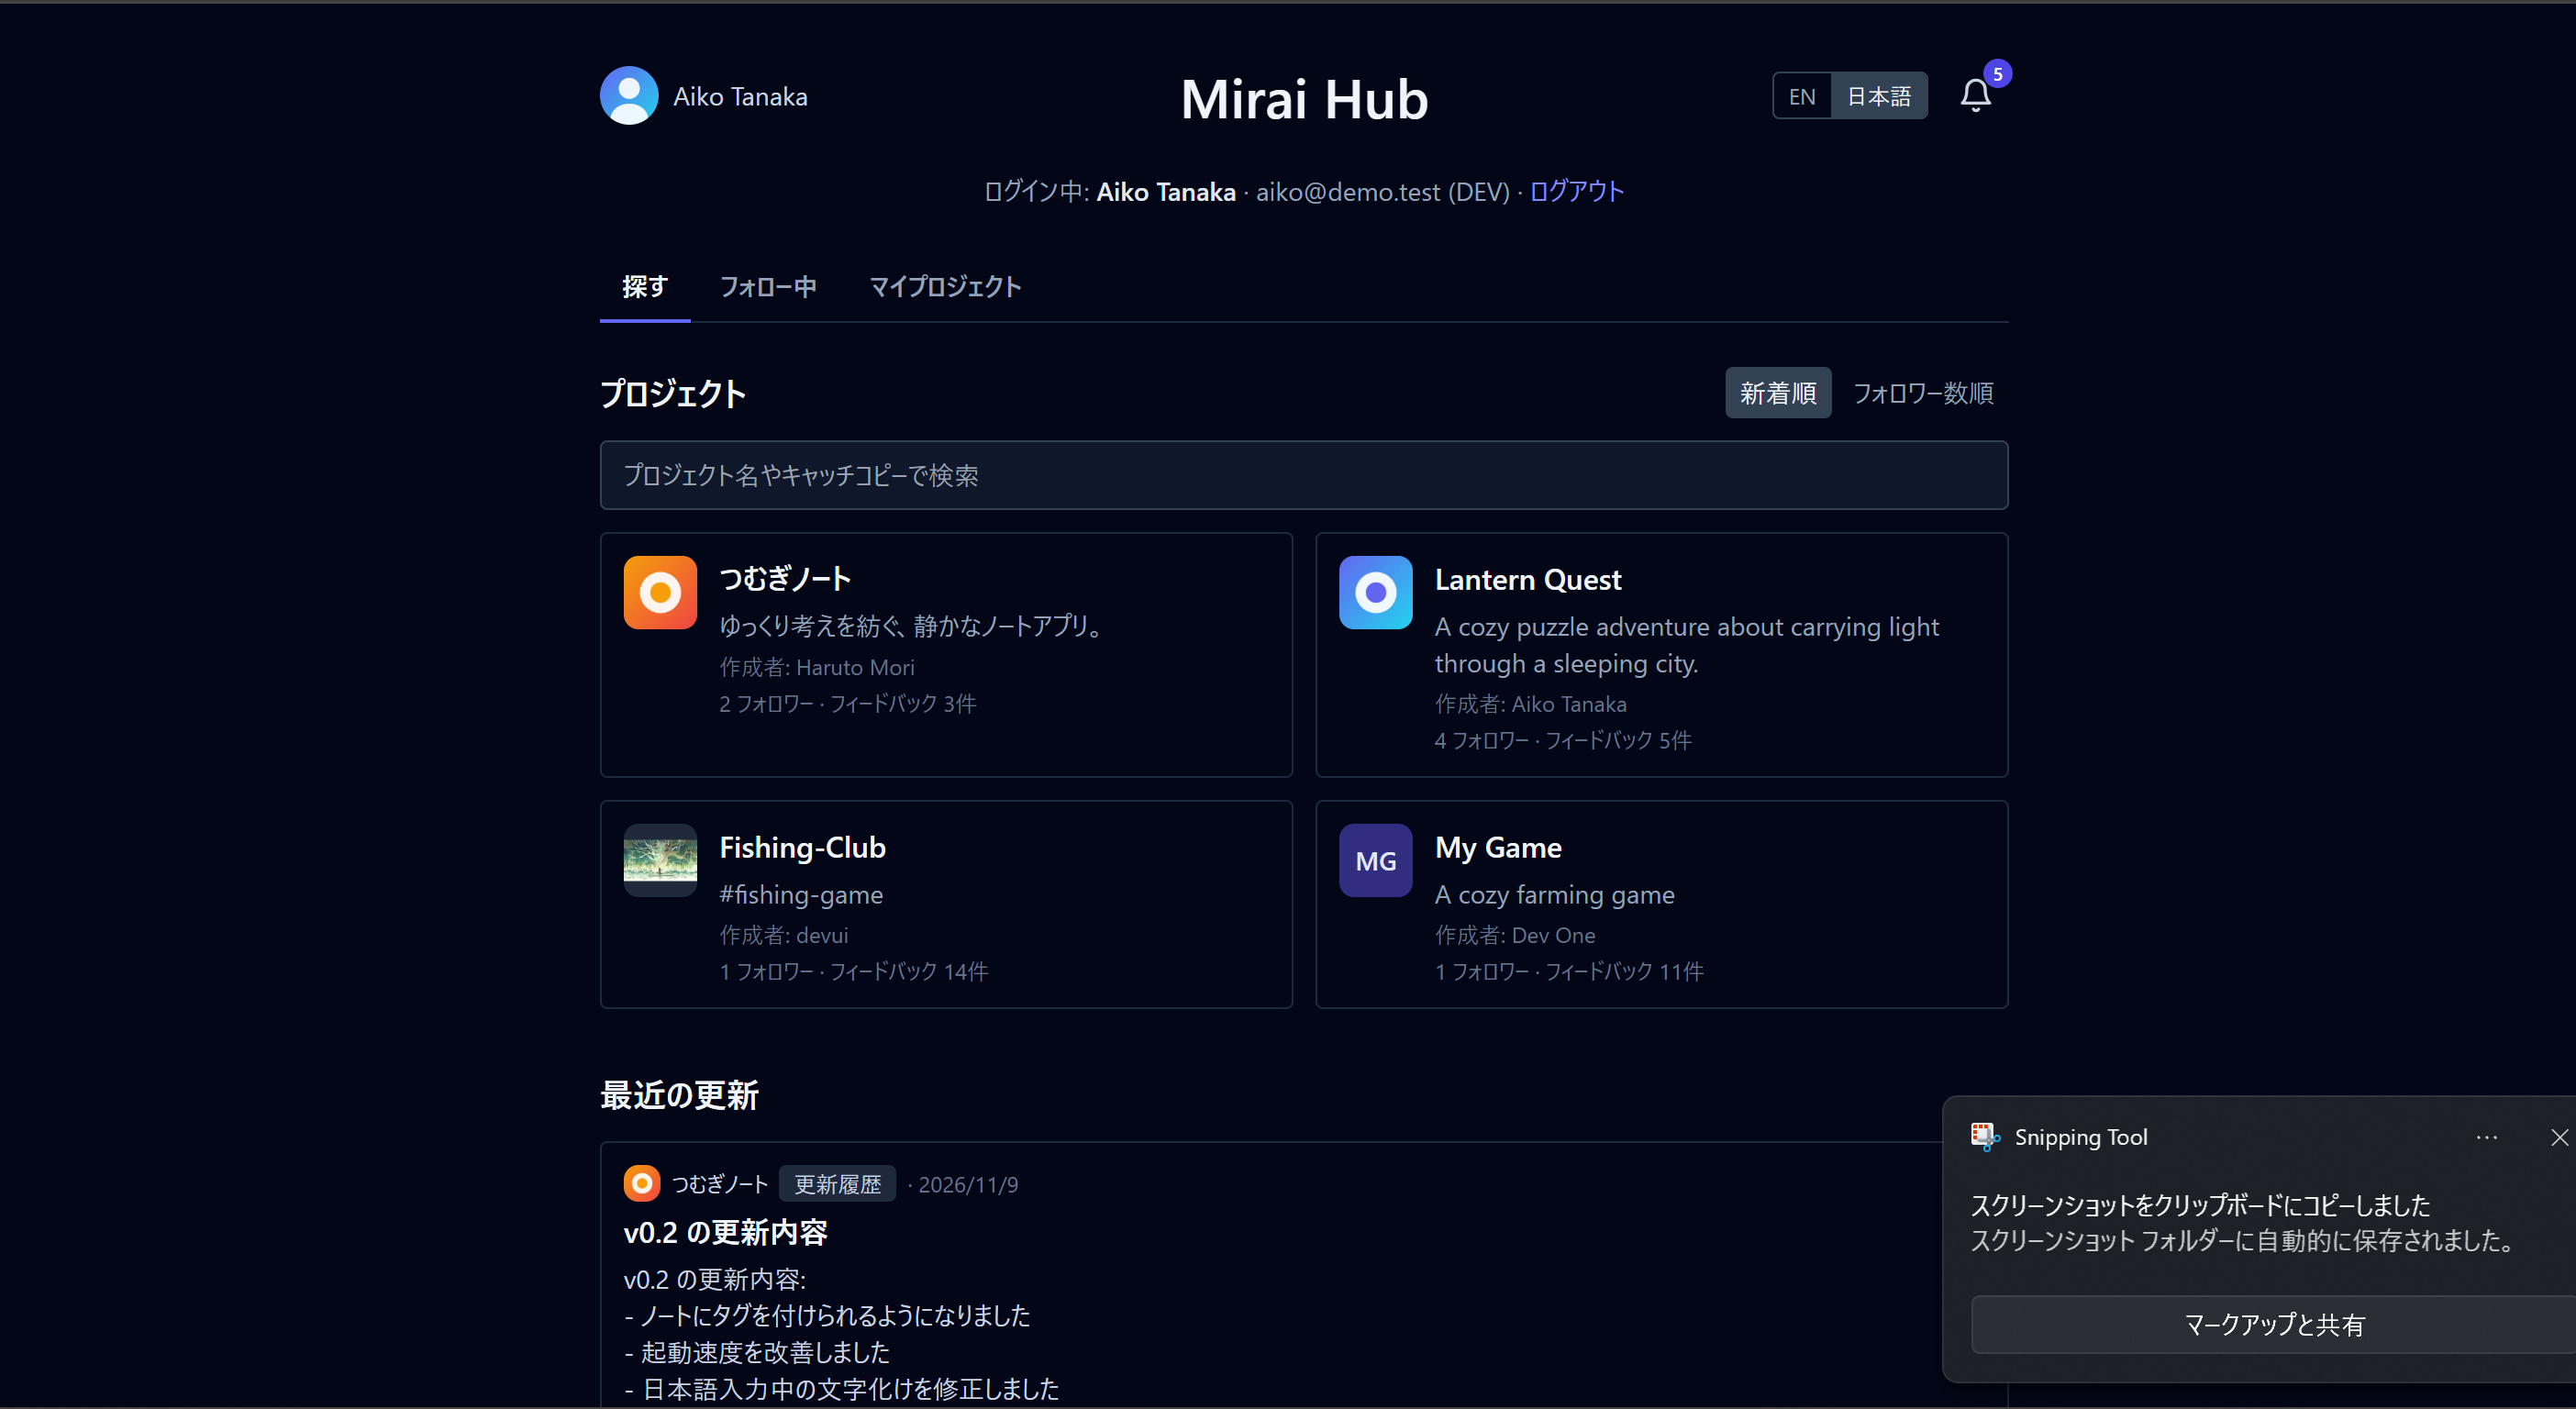 Aiko Tanaka
Mirai Hub
EN
日本語
5
ログイン中: Aiko Tanaka · aiko@demo.test (DEV) · ログアウト
探す
フォロー中
マイプロジェクト
プロジェクト
新着順
フォロワー数順
プロジェクト名やキャッチコピーで検索
つむぎノート
ゆっくり考えを紡ぐ、静かなノートアプリ。
作成者: Haruto Mori
2 フォロワー · フィードバック 3件
Lantern Quest
A cozy puzzle adventure about carrying light
through a sleeping city.
作成者: Aiko Tanaka
4 フォロワー · フィードバック 5件
Fishing-Club
#fishing-game
作成者: devui
1 フォロワー · フィードバック 14件
MG
My Game
A cozy farming game
作成者: Dev One
1 フォロワー · フィードバック 11件
最近の更新
つむぎノート 更新履歴 · 2026/11/9
v0.2 の更新内容
v0.2 の更新内容:
- ノートにタグを付けられるようになりました
- 起動速度を改善しました
- 日本語入力中の文字化けを修正しました
Snipping Tool
スクリーンショットをクリップボードにコピーしました
スクリーンショット フォルダーに自動的に保存されました。
マークアップと共有